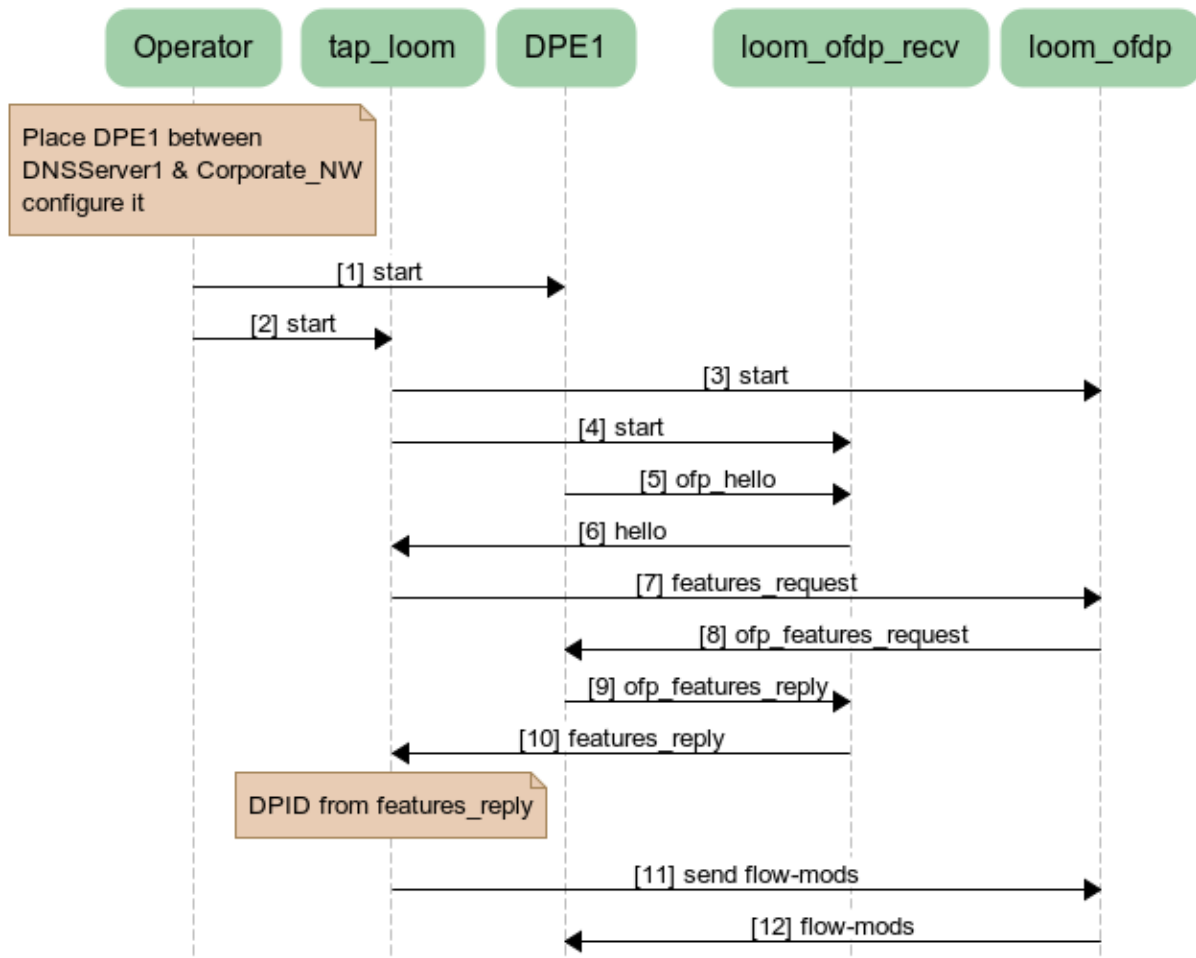 Operator
tap_loom
DPE1
loom_ofdp_recv
loom_ofdp
Place DPE1 between
DNSServer1 & Corporate_NW
configure it
[1] start
[2] start
[3] start
[4] start
[5] ofp_hello
[6] hello
[7] features_request
[8] ofp_features_request
[9] ofp_features_reply
[10] features_reply
DPID from features_reply
[11] send flow-mods
[12] flow-mods